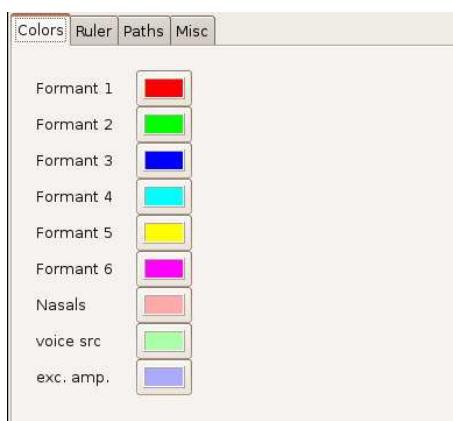 Colors Ruler Paths Misc
Formant 1
Formant 2
Formant 3
Formant 4
Formant 5
Formant 6
Nasals
voice src
exc. amp.